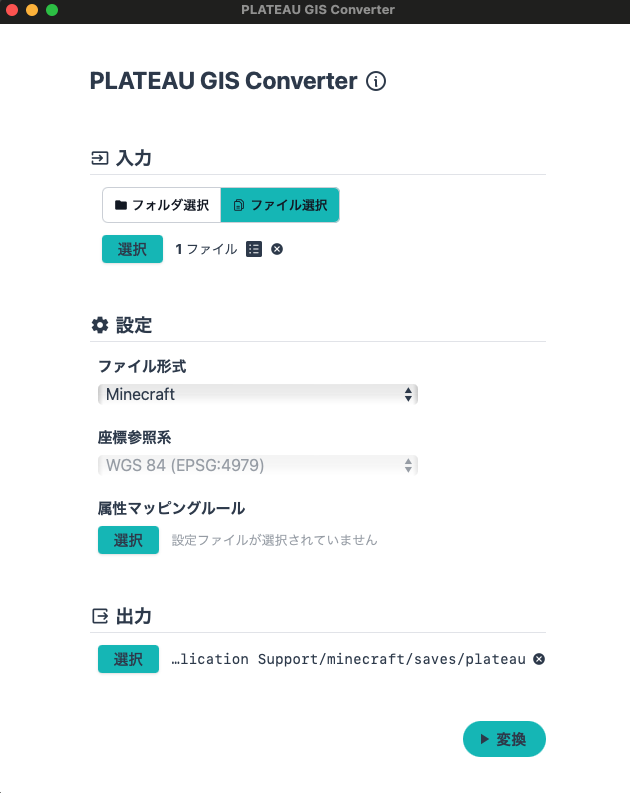 PLATEAU GIS Converter
PLATEAU GIS Converter
入力
フォルダ選択 ファイル選択
選択 1 ファイル
設定
ファイル形式
Minecraft
座標参照系
WGS 84 (EPSG:4979)
属性マッピングルール
選択 設定ファイルが選択されていません
出力
選択 …lication Support/minecraft/saves/plateau
変換